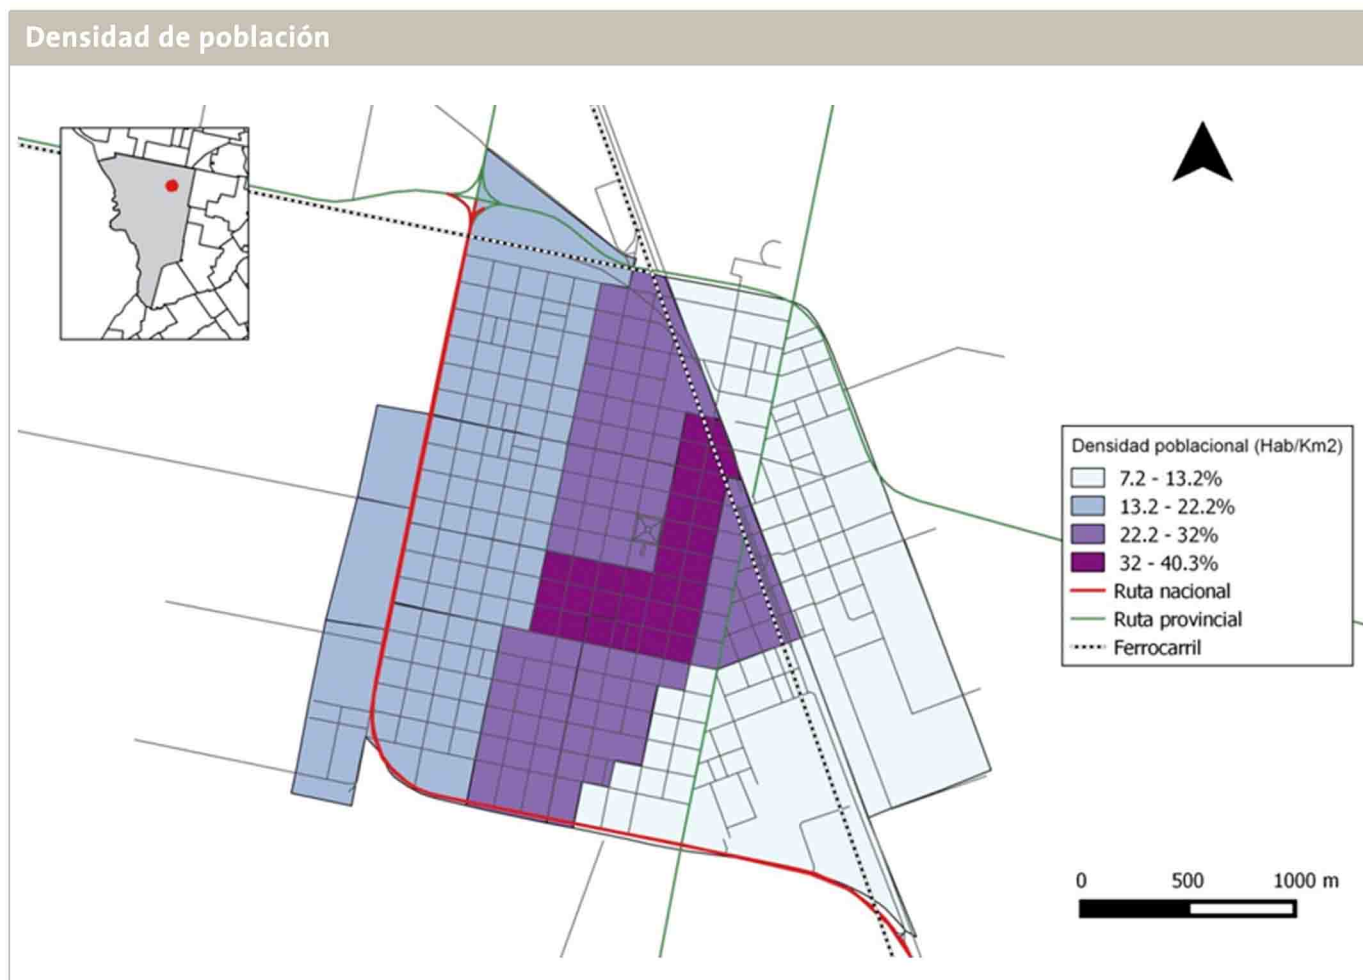 Densidad de población
Densidad poblacional (Hab/Km2)
7.2 - 13.2%
13.2 - 22.2%
22.2 - 32%
32 - 40.3%
Ruta nacional
Ruta provincial
Ferrocarril
0 500 1000 m